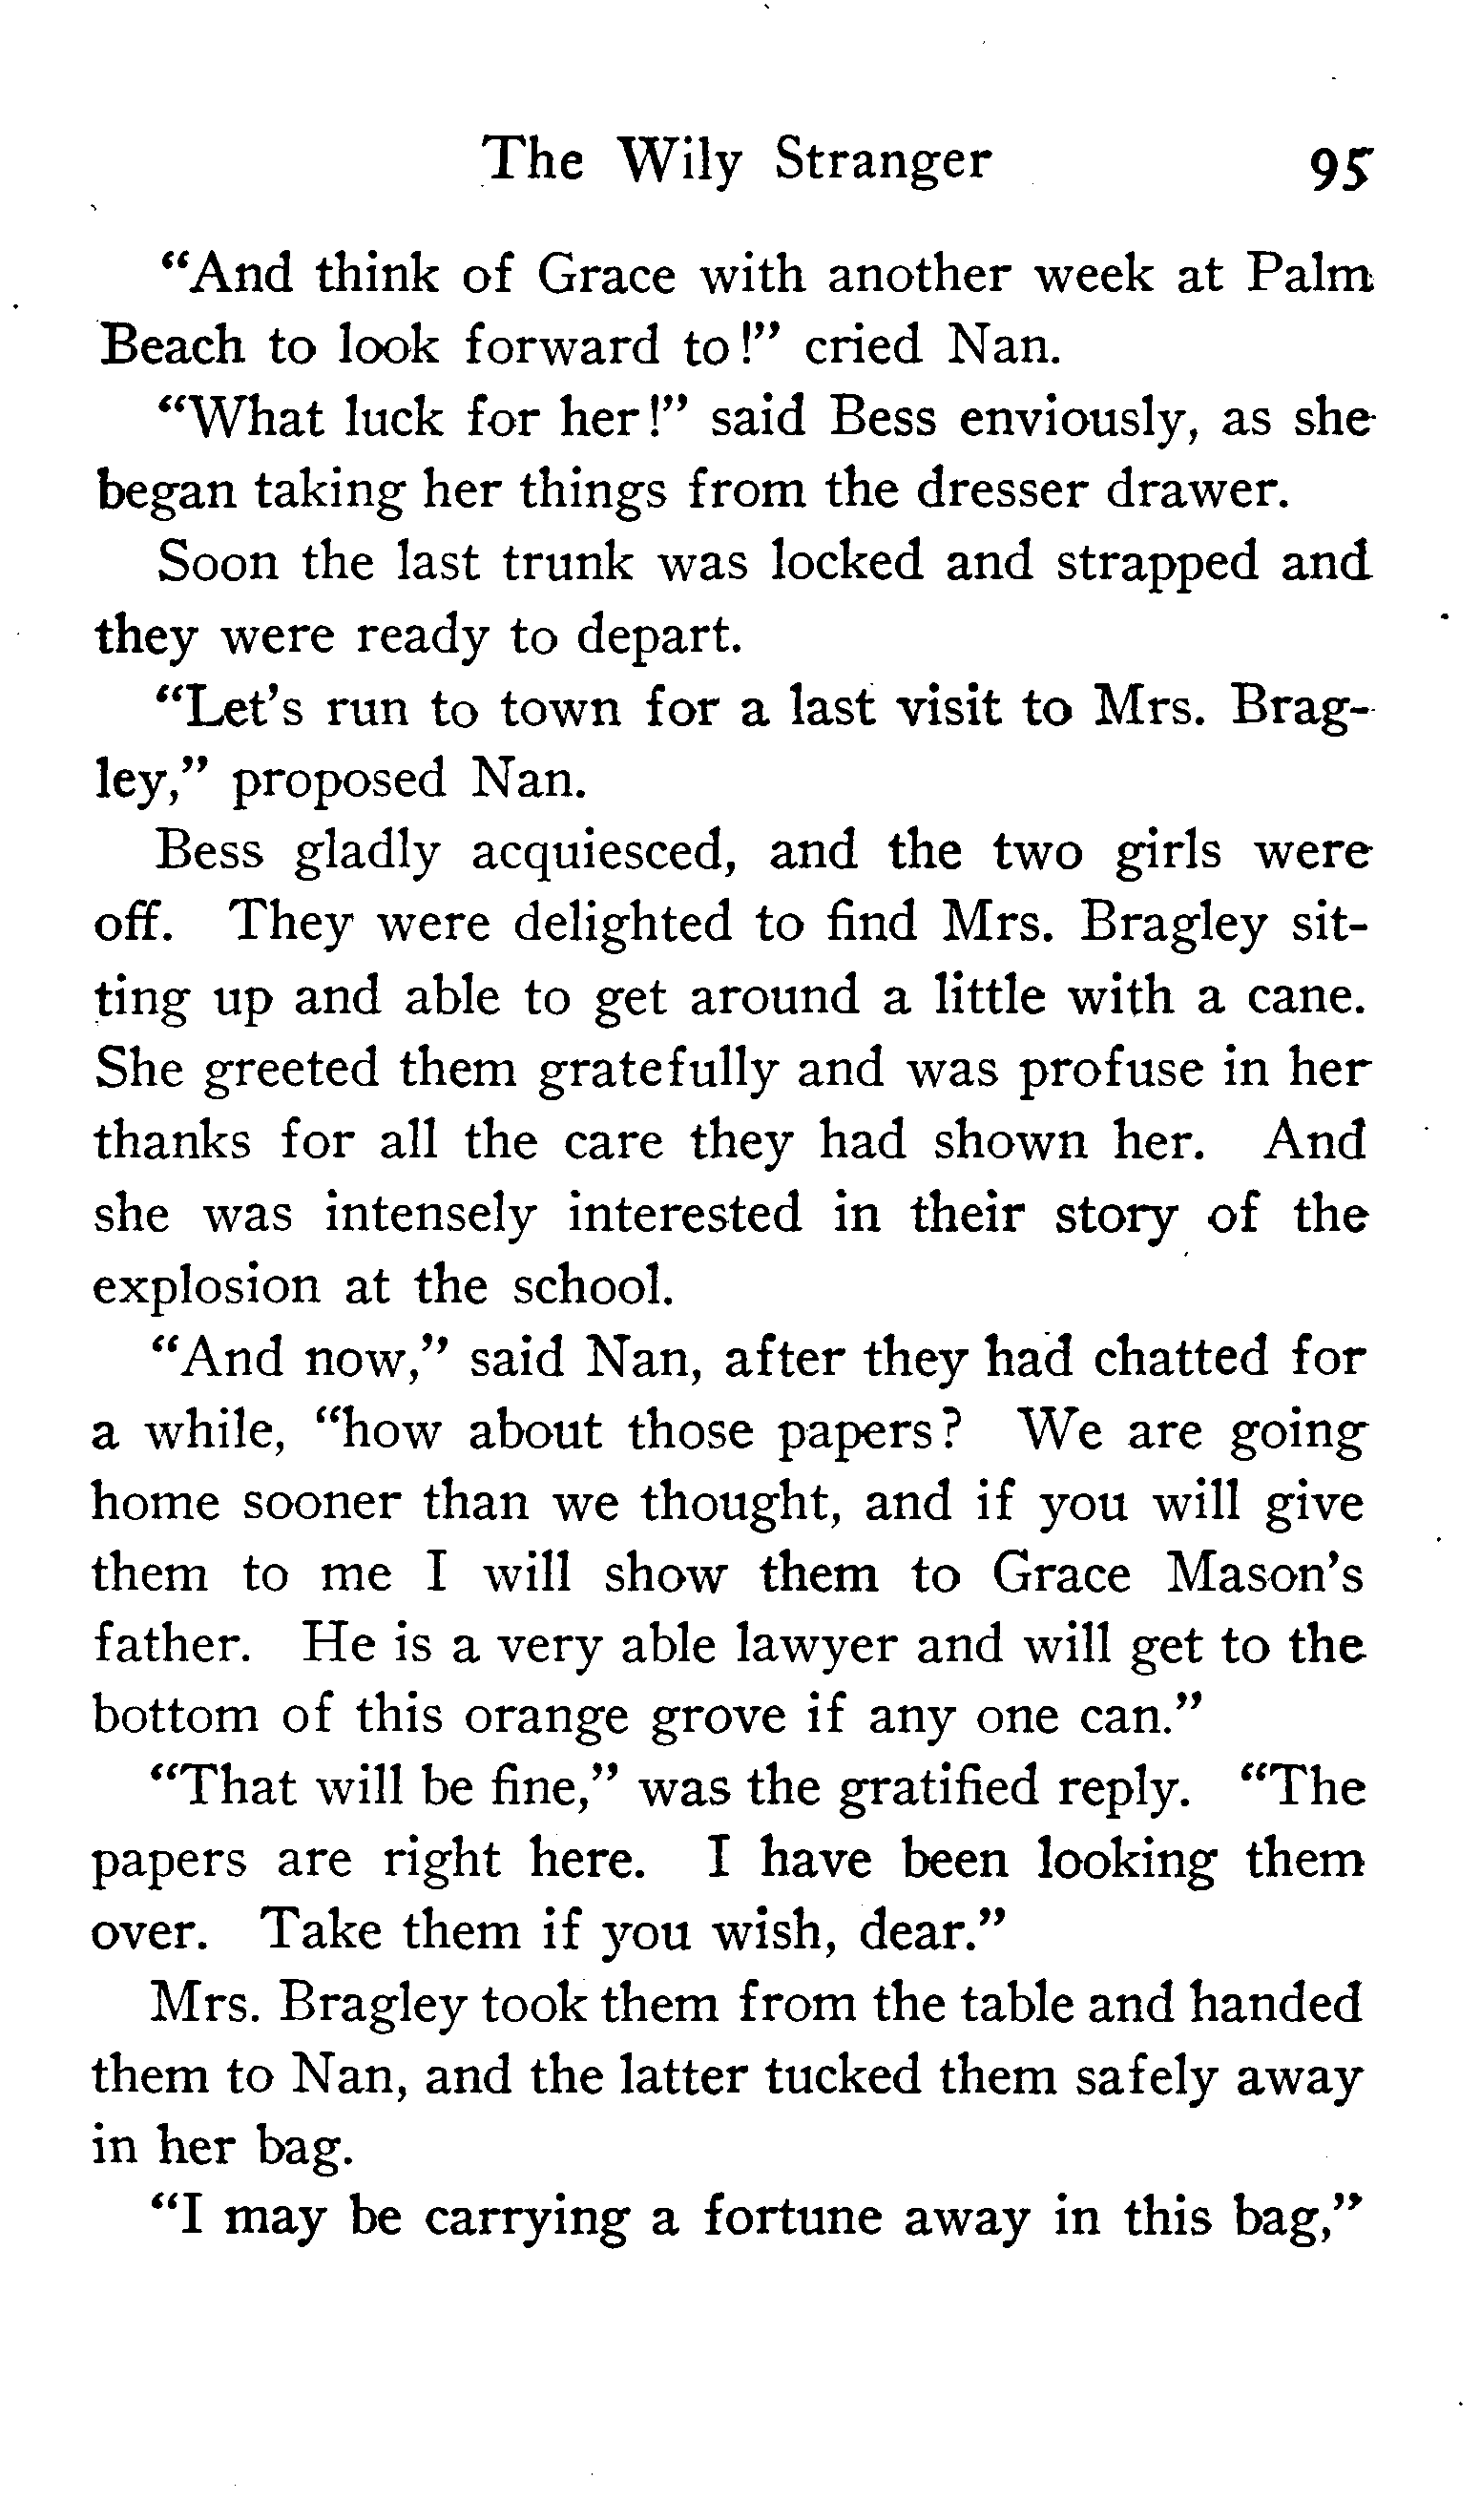 The Wily Stranger 95
“And think of Grace with another week at Palm
Beach to look forward to!” cried Nan.
“What luck for her!” said Bess enviously, as she
began taking her things from the dresser drawer.
Soon the last trunk was locked and strapped and
they were ready to depart.
“Let’s run to town for a last visit to Mrs. Brag-
ley,” proposed Nan.
Bess gladly acquiesced, and the two girls were
off. They were delighted to find Mrs. Bragley sit-
ting up and able to get around a little with a cane.
She greeted them gratefully and was profuse in her
thanks for all the care they had shown her. And
she was intensely interested in their story of the
explosion at the school.
“And now,” said Nan, after they had chatted for
a while, “how about those papers? We are going
home sooner than we thought, and if you will give
them to me I will show them to Grace Mason’s
father. He is a very able lawyer and will get to the
bottom of this orange grove if any one can.”
“That will be fine,” was the gratified reply. “The
papers are right here. I have been looking them
over. Take them if you wish, dear.”
Mrs. Bragley took them from the table and handed
them to Nan, and the latter tucked them safely away
in her bag.
“I may be carrying a fortune away in this bag,”